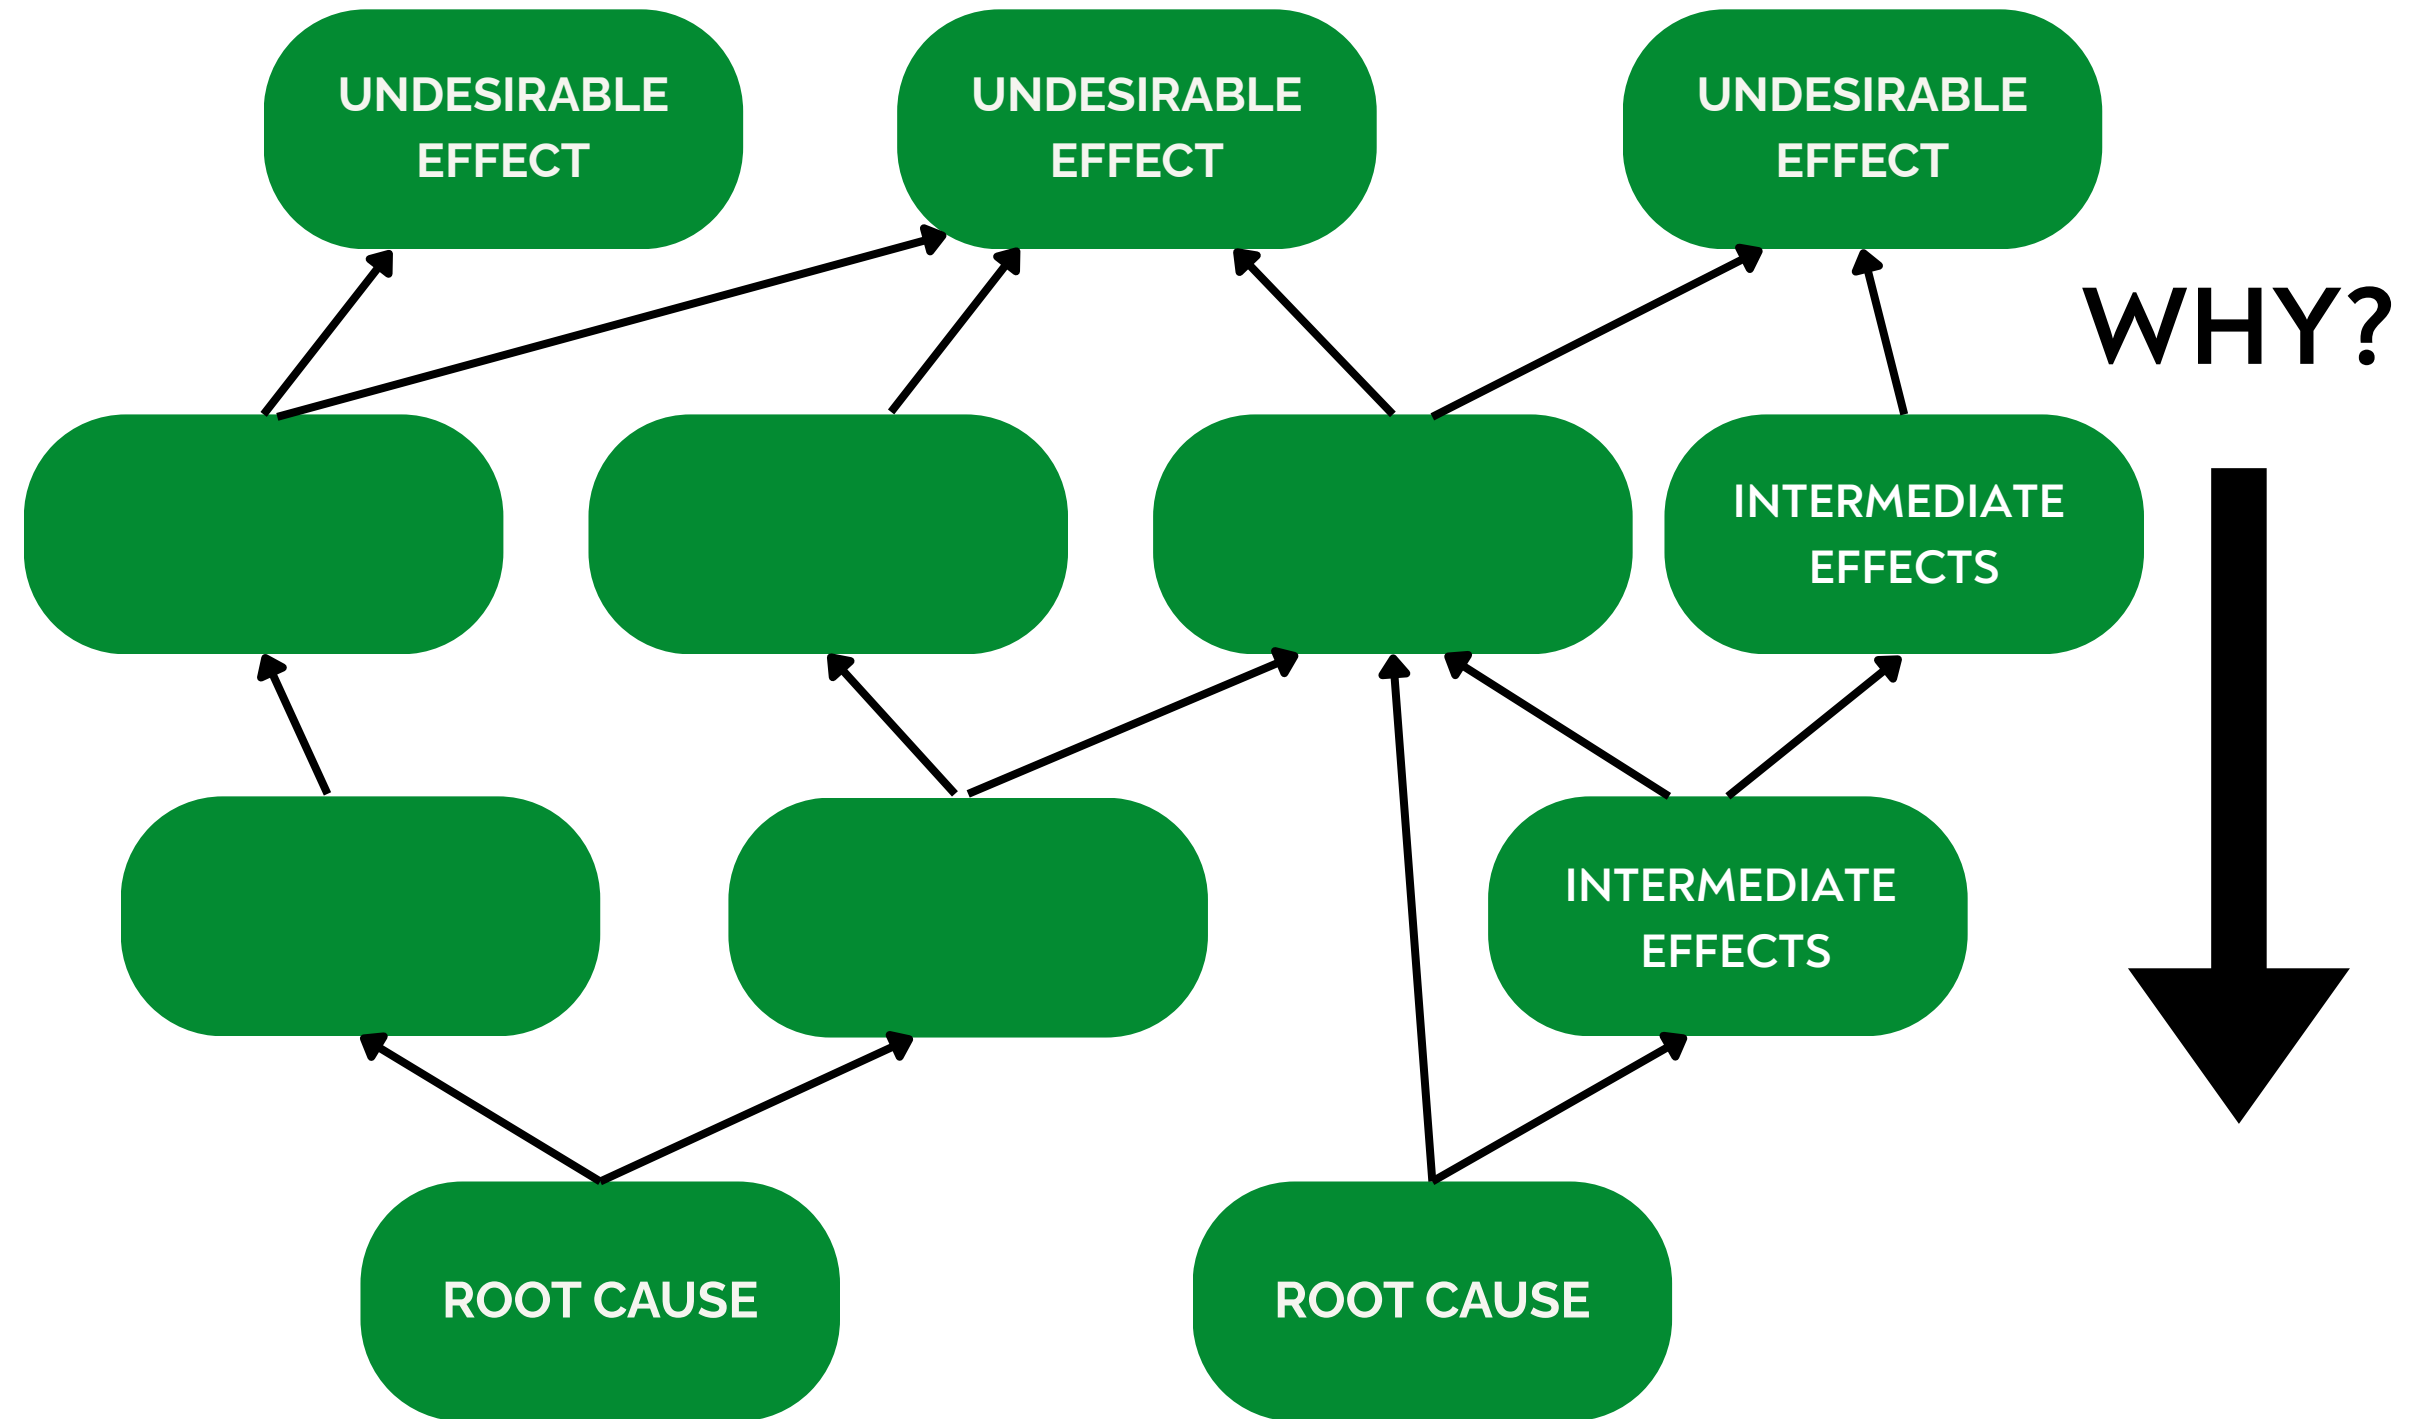 UNDESIRABLE
EFFECT
UNDESIRABLE
EFFECT
UNDESIRABLE
EFFECT
WHY?
INTERMEDIATE
EFFECTS
INTERMEDIATE
EFFECTS
ROOT CAUSE
ROOT CAUSE